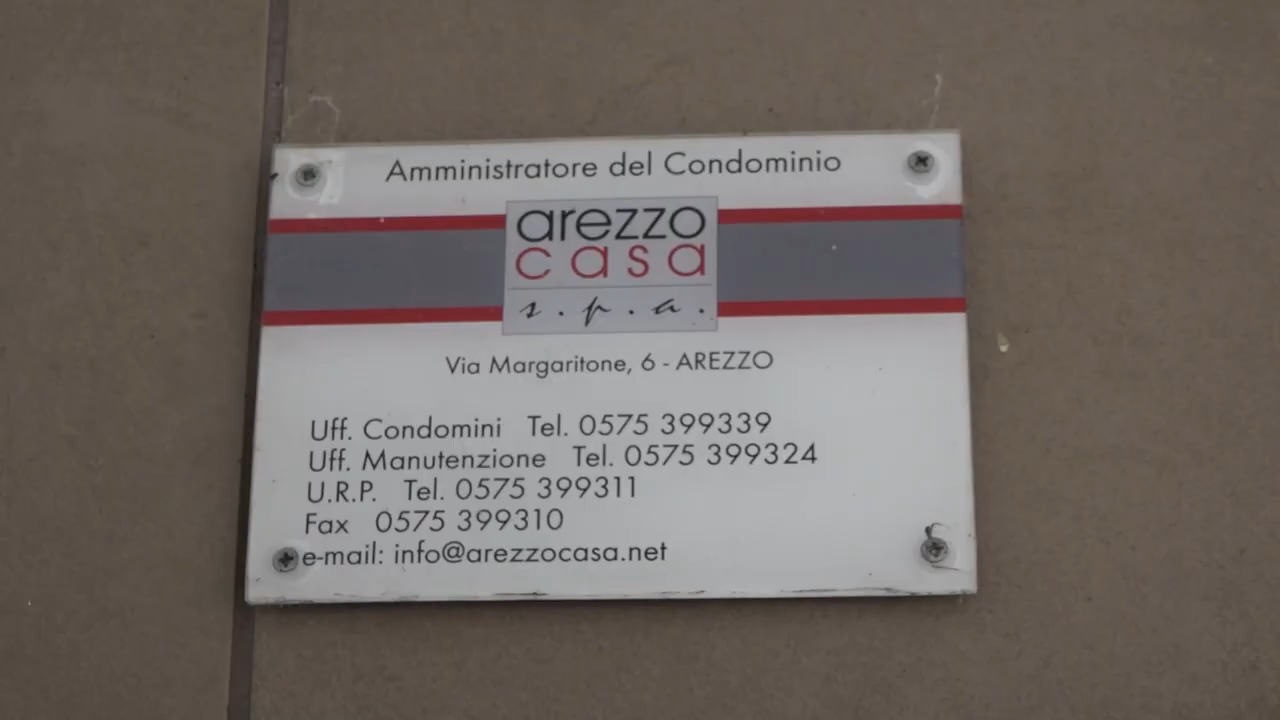 Amministratore del Condominio
arezzo
casa
s.p.a.
Via Margaritone, 6 - AREZZO
Uff. Condomini Tel. 0575 399339
Uff. Manutenzione Tel. 0575 399324
U.R.P. Tel. 0575 399311
Fax 0575 399310
e-mail: info@arezzocasa.net